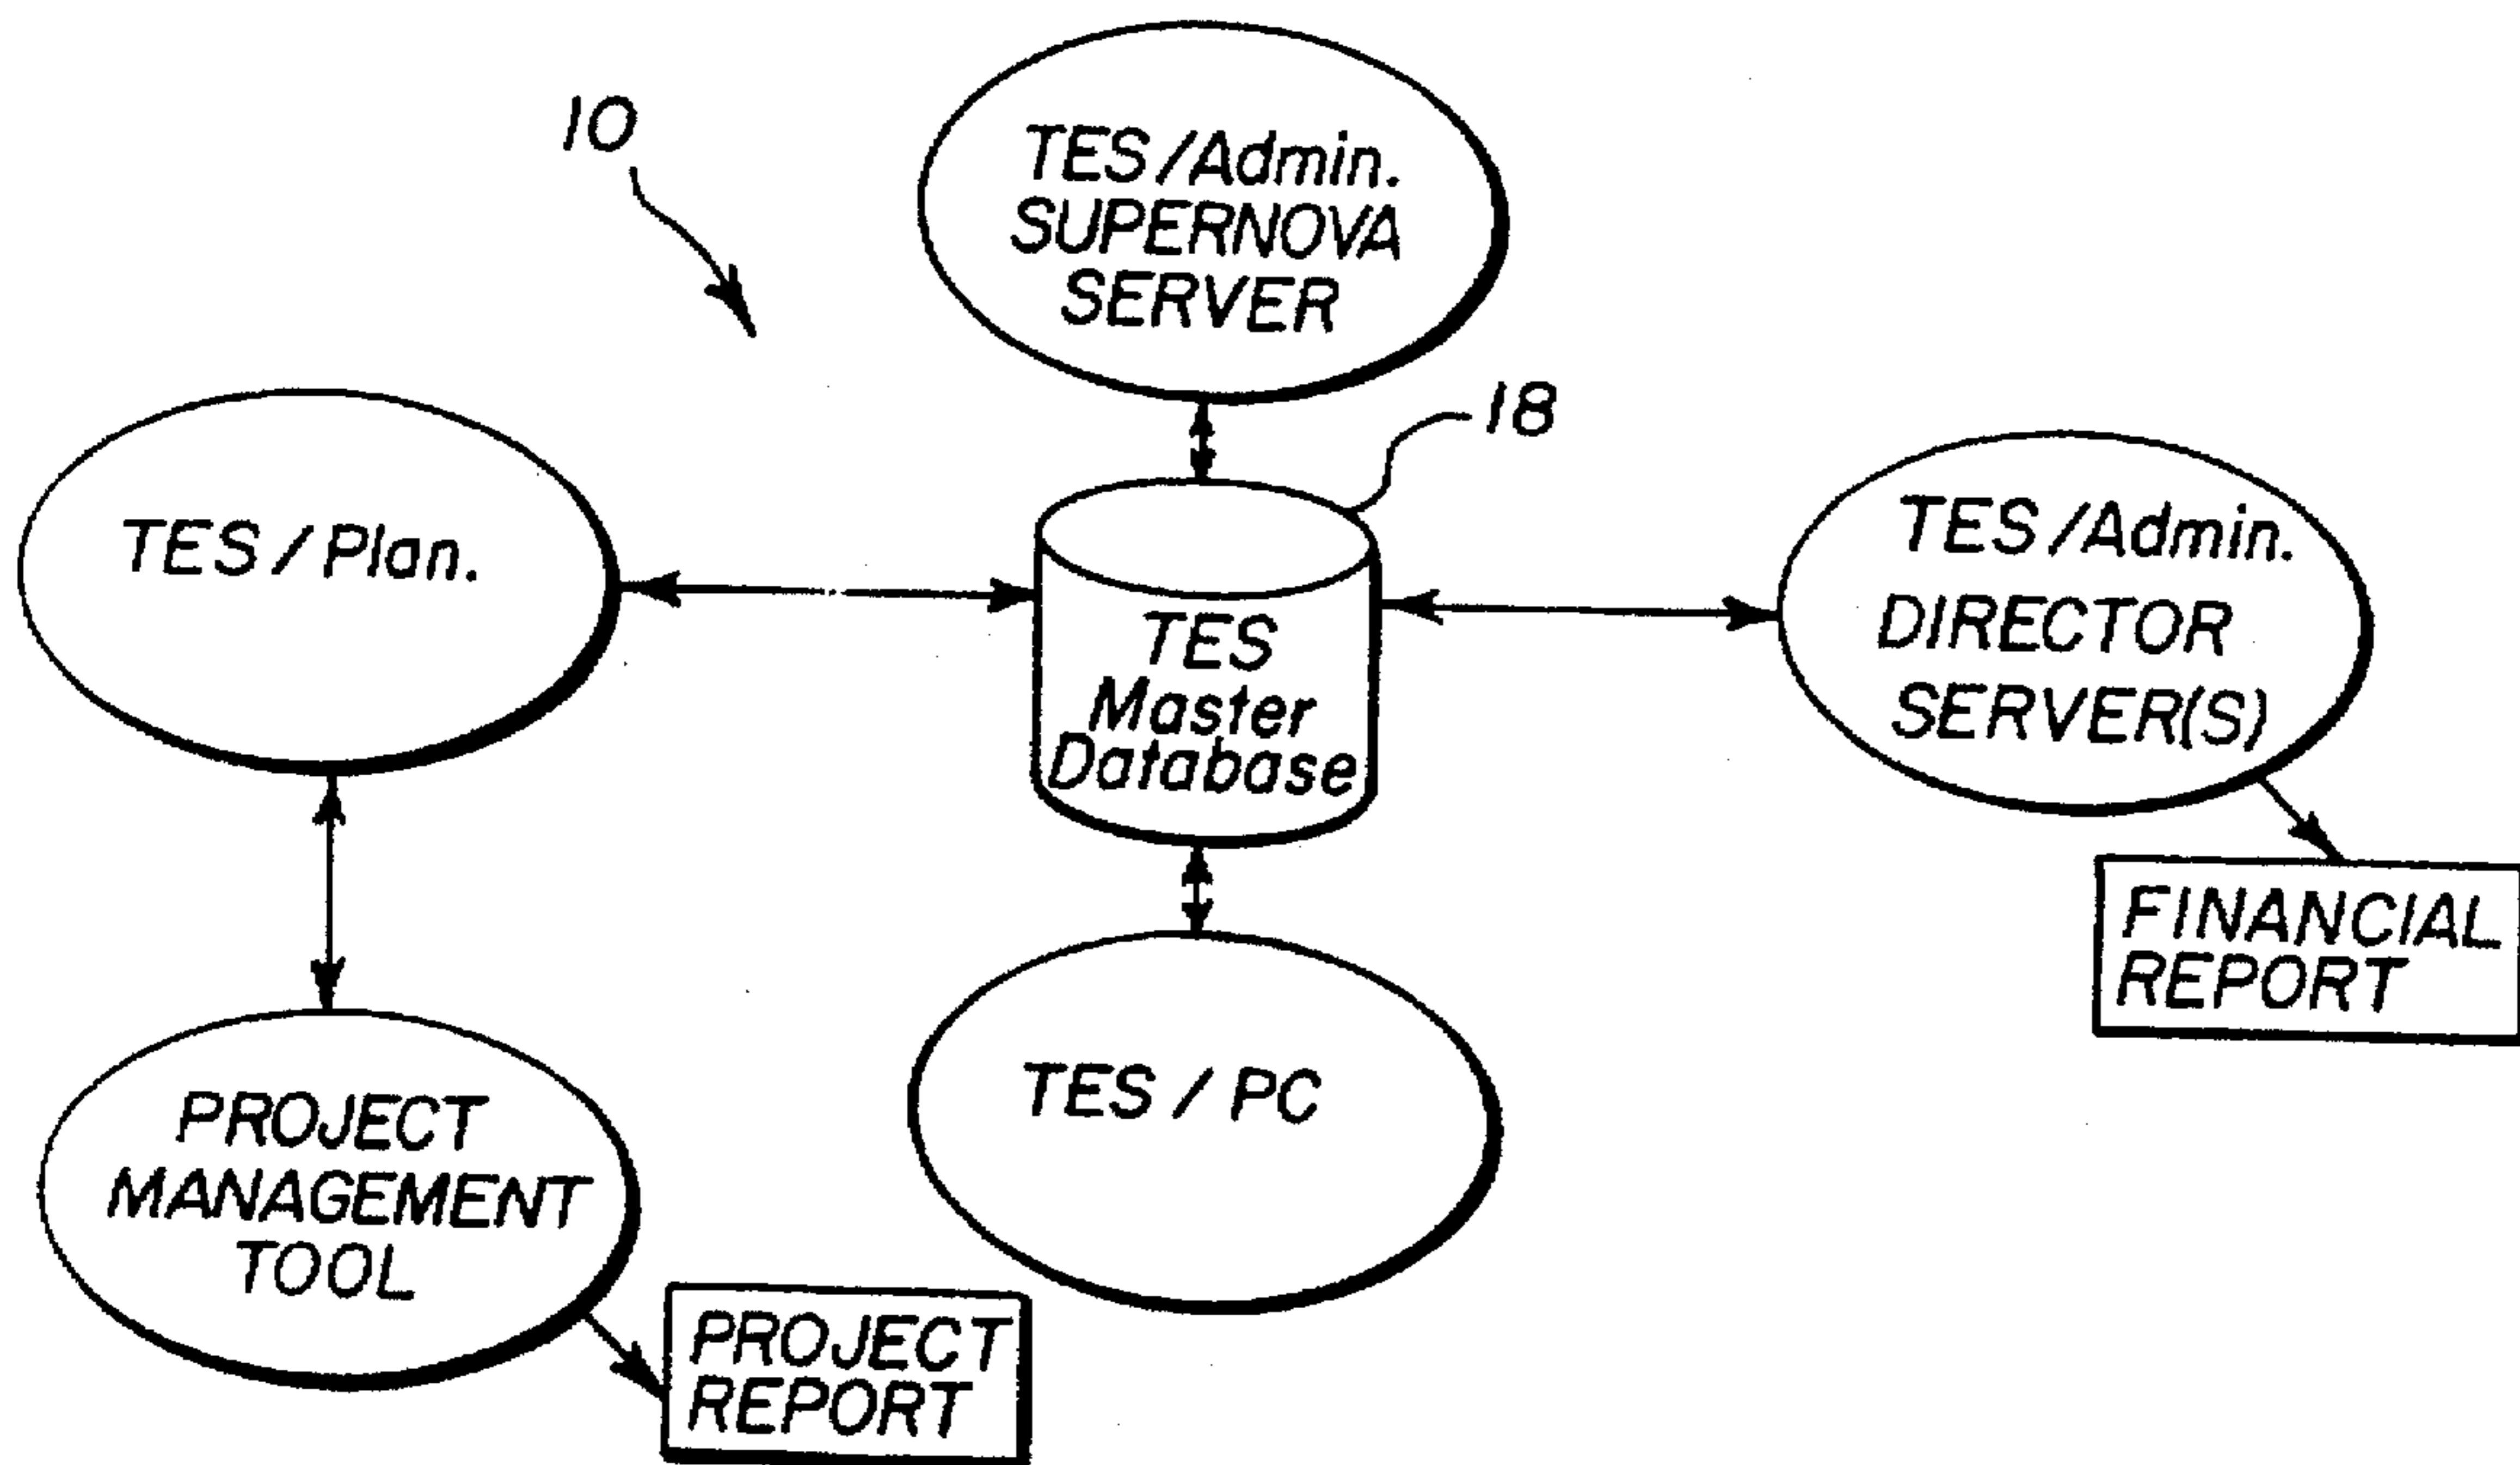 10
TES/Admin.
SUPERNOVA
SERVER
18
TES/Plan.
TES
Master
Database
TES/Admin.
DIRECTOR
SERVER(S)
FINANCIAL
REPORT
PROJECT
MANAGEMENT
TOOL
TES/PC
PROJECT
REPORT